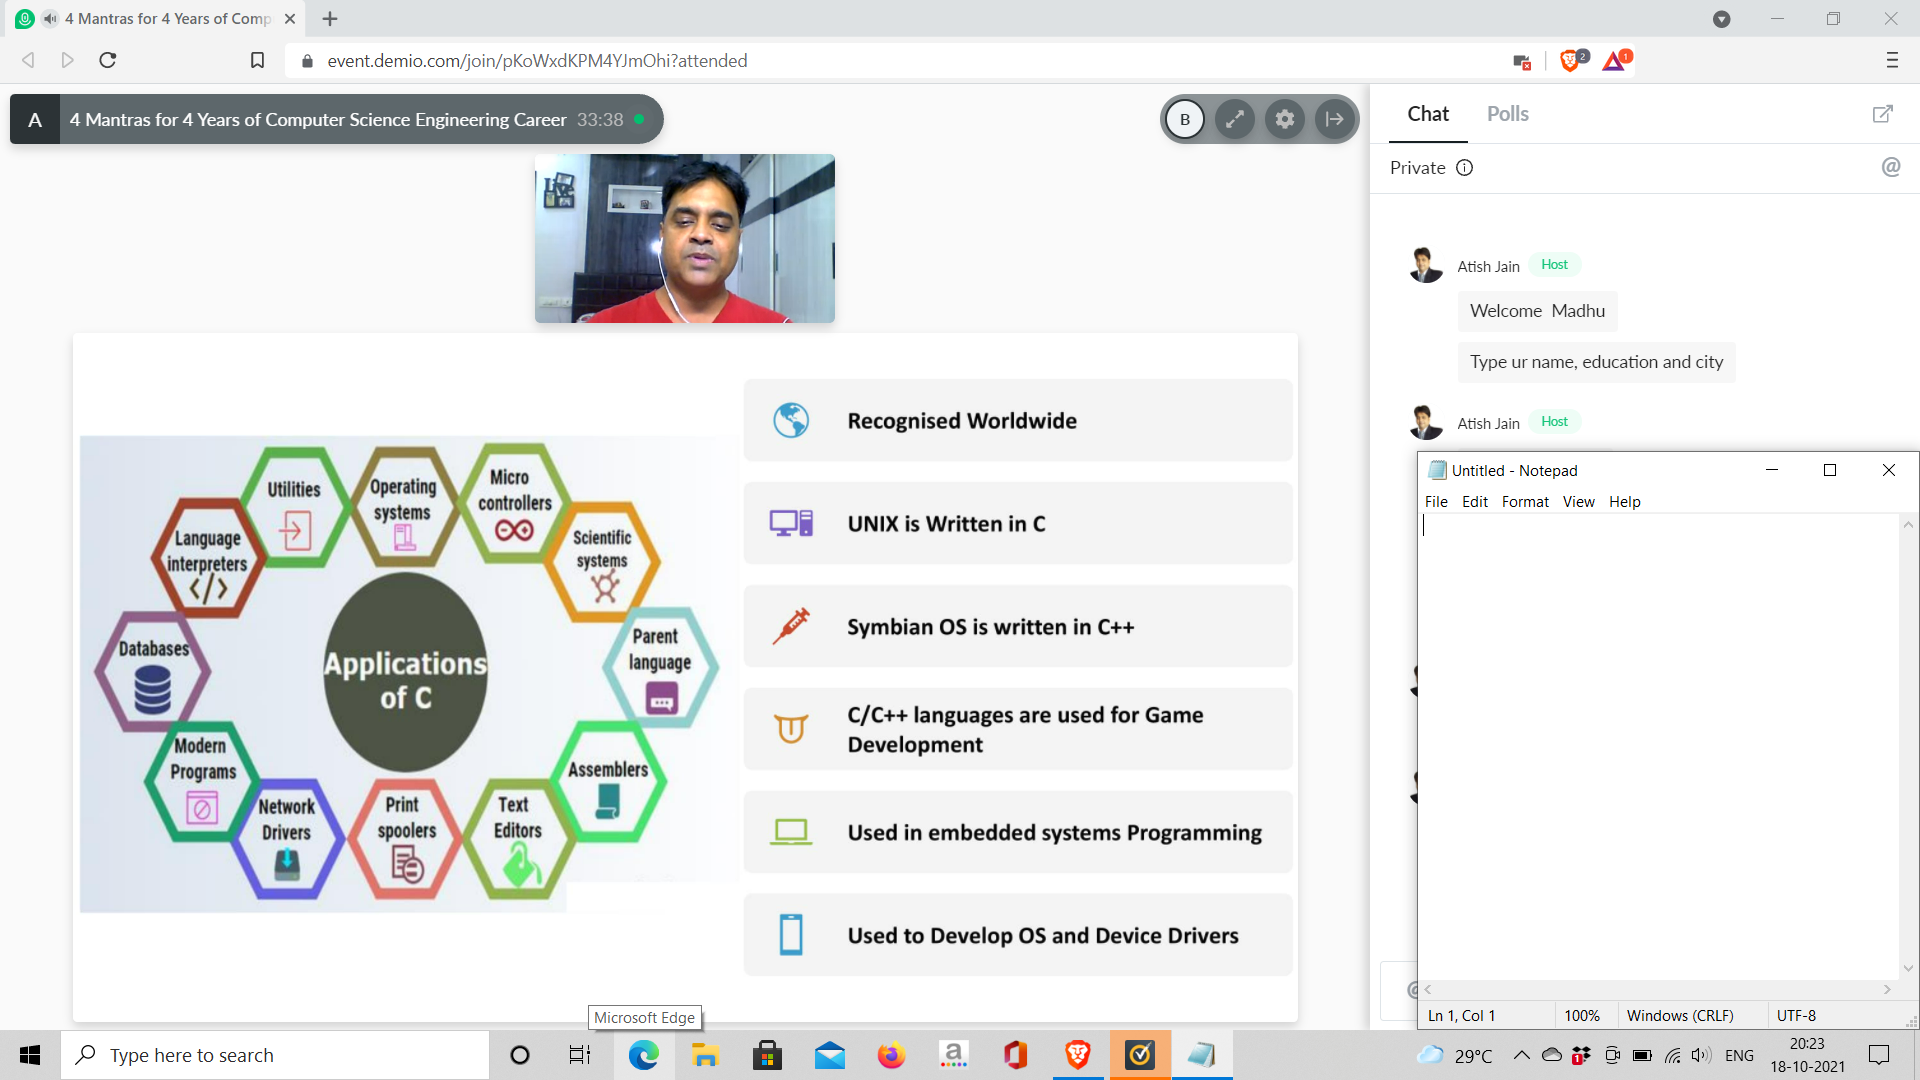 4 Mantras for 4 Years of Comp
event.demio.com/join/pKoWxdKPM4YJmOhi?attended
2
1
A
4 Mantras for 4 Years of Computer Science Engineering Career 33:38
B
Chat
Polls
Private
@
Live
Atish Jain
Host
Welcome Madhu
Type ur name, education and city
Atish Jain
Host
Recognised Worldwide
UNIX is Written in C
Symbian OS is written in C++
C/C++ languages are used for Game
Development
Used in embedded systems Programming
Used to Develop OS and Device Drivers
Applications
of C
Utilities
Operating
systems
Micro
controllers
Scientific
systems
Parent
language
Assemblers
Text
Editors
Print
spoolers
Network
Drivers
Modern
Programs
Databases
Language
interpreters
</>
Untitled - Notepad
File Edit Format View Help
Ln 1, Col 1
100%
Windows (CRLF)
UTF-8
Microsoft Edge
Type here to search
a
29°C
1
ENG
20:23
18-10-2021